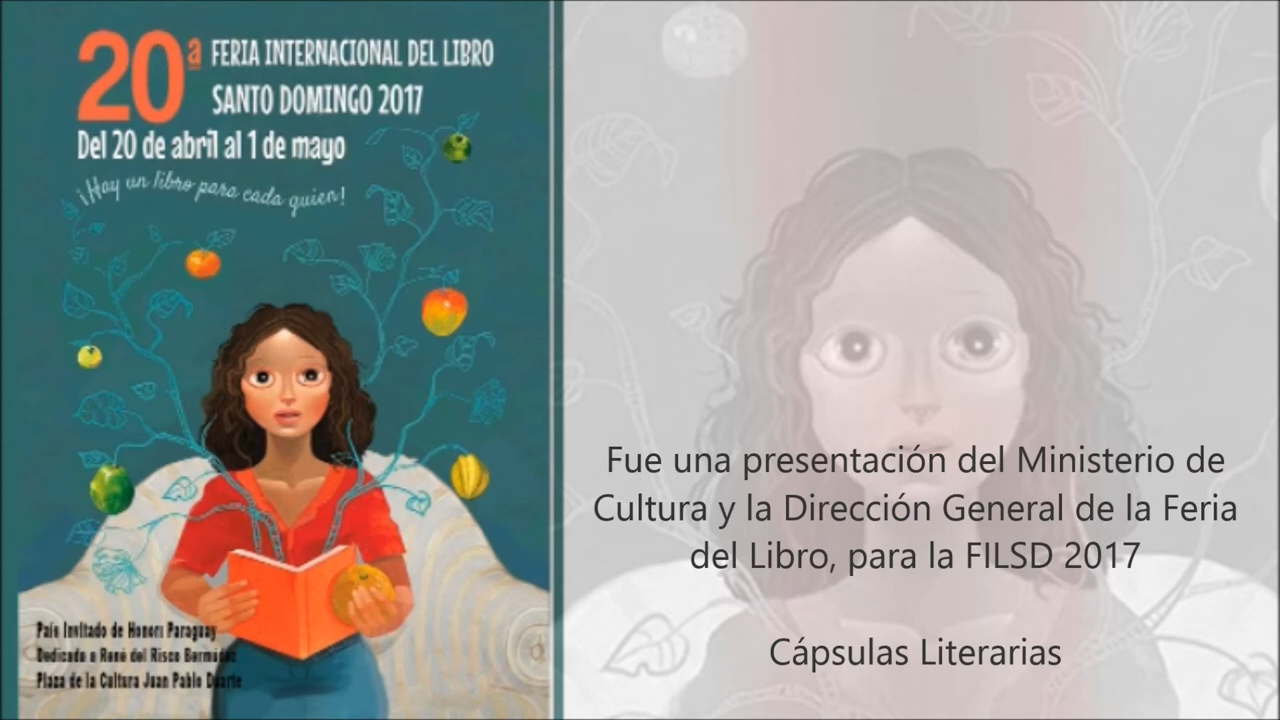 20ª FERIA INTERNACIONAL DEL LIBRO
SANTO DOMINGO 2017
Del 20 de abril al 1 de mayo
¡Hay un libro para cada quien!
País Invitado de Honor: Paraguay
Dedicada a René del Risco Bermúdez
Plaza de la Cultura Juan Pablo Duarte
Fue una presentación del Ministerio de
Cultura y la Dirección General de la Feria
del Libro, para la FILSD 2017
Cápsulas Literarias